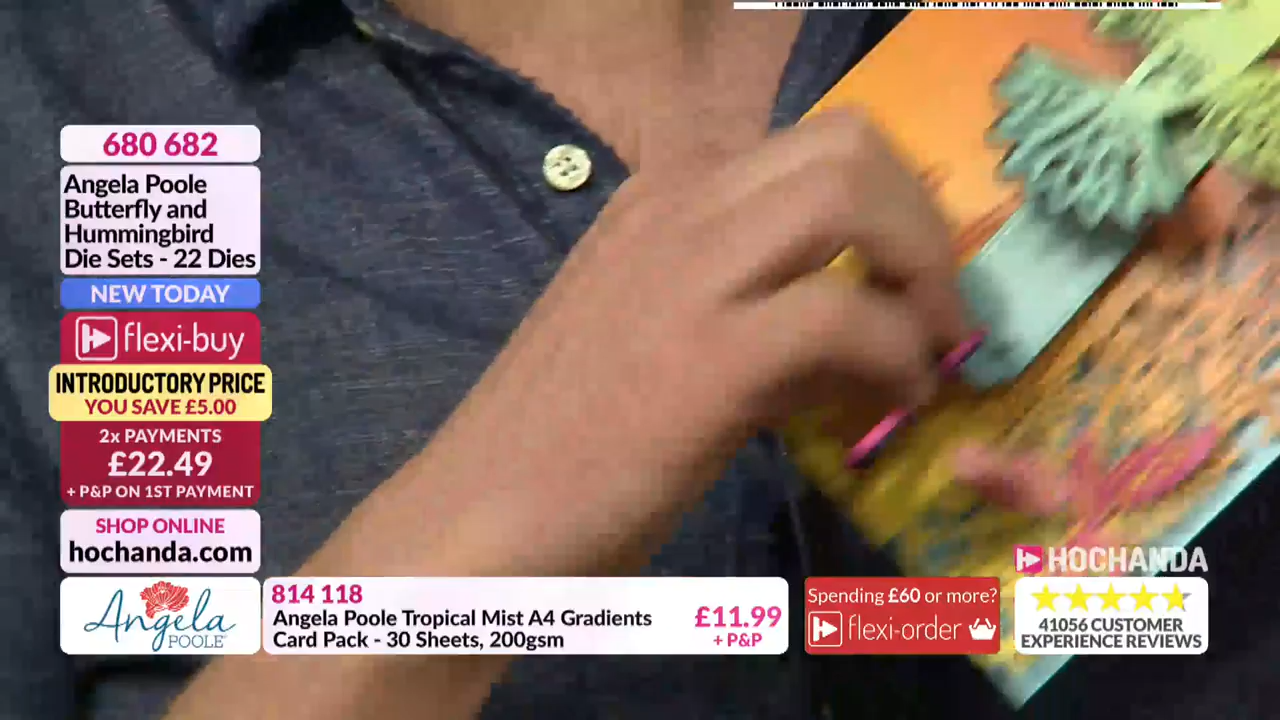 680 682
Angela Poole
Butterfly and
Hummingbird
Die Sets - 22 Dies
NEW TODAY
flexi-buy
INTRODUCTORY PRICE
YOU SAVE £5.00
2x PAYMENTS
£22.49
+ P&P ON 1ST PAYMENT
SHOP ONLINE
hochanda.com
Angela
POOLE
814 118
Angela Poole Tropical Mist A4 Gradients
Card Pack - 30 Sheets, 200gsm
£11.99
+ P&P
Spending £60 or more?
flexi-order
HOCHANDA
41056 CUSTOMER
EXPERIENCE REVIEWS